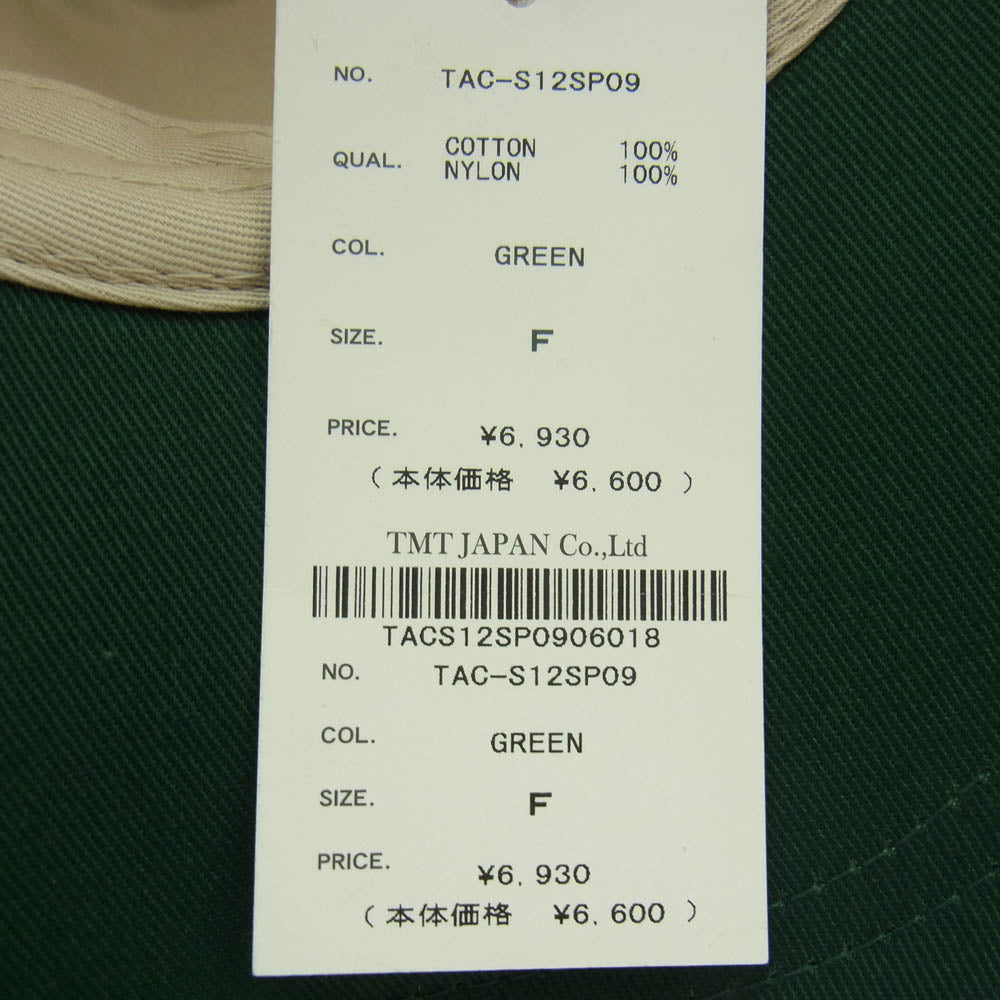 NO. TAC-S12SP09
QUAL. COTTON 100%
NYLON 100%
COL. GREEN
SIZE. F
PRICE. ¥6,930
(本体価格 ¥6,600)
TMT JAPAN Co.,Ltd
TACS12SP0906018
NO. TAC-S12SP09
COL. GREEN
SIZE. F
PRICE. ¥6,930
(本体価格 ¥6,600)